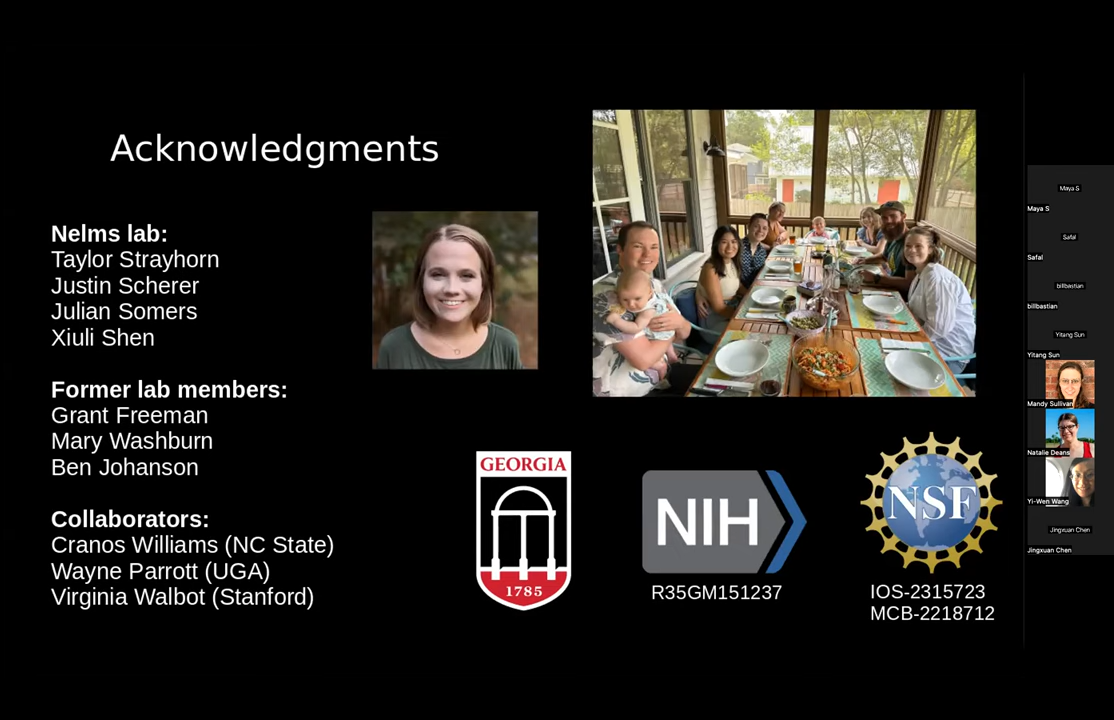 Acknowledgments
Nelms lab:
Taylor Strayhorn
Justin Scherer
Julian Somers
Xiuli Shen
Former lab members:
Grant Freeman
Mary Washburn
Ben Johanson
Collaborators:
Cranos Williams (NC State)
Wayne Parrott (UGA)
Virginia Walbot (Stanford)
GEORGIA
1785
NIH
R35GM151237
NSF
IOS-2315723
MCB-2218712
Maya S
Maya S
Safal
Safal
billbastian
billbastian
Yitang Sun
Yitang Sun
Mandy Sullivan
Natalie Deans
Yi-Wen Wang
Jingxuan Chen
Jingxuan Chen